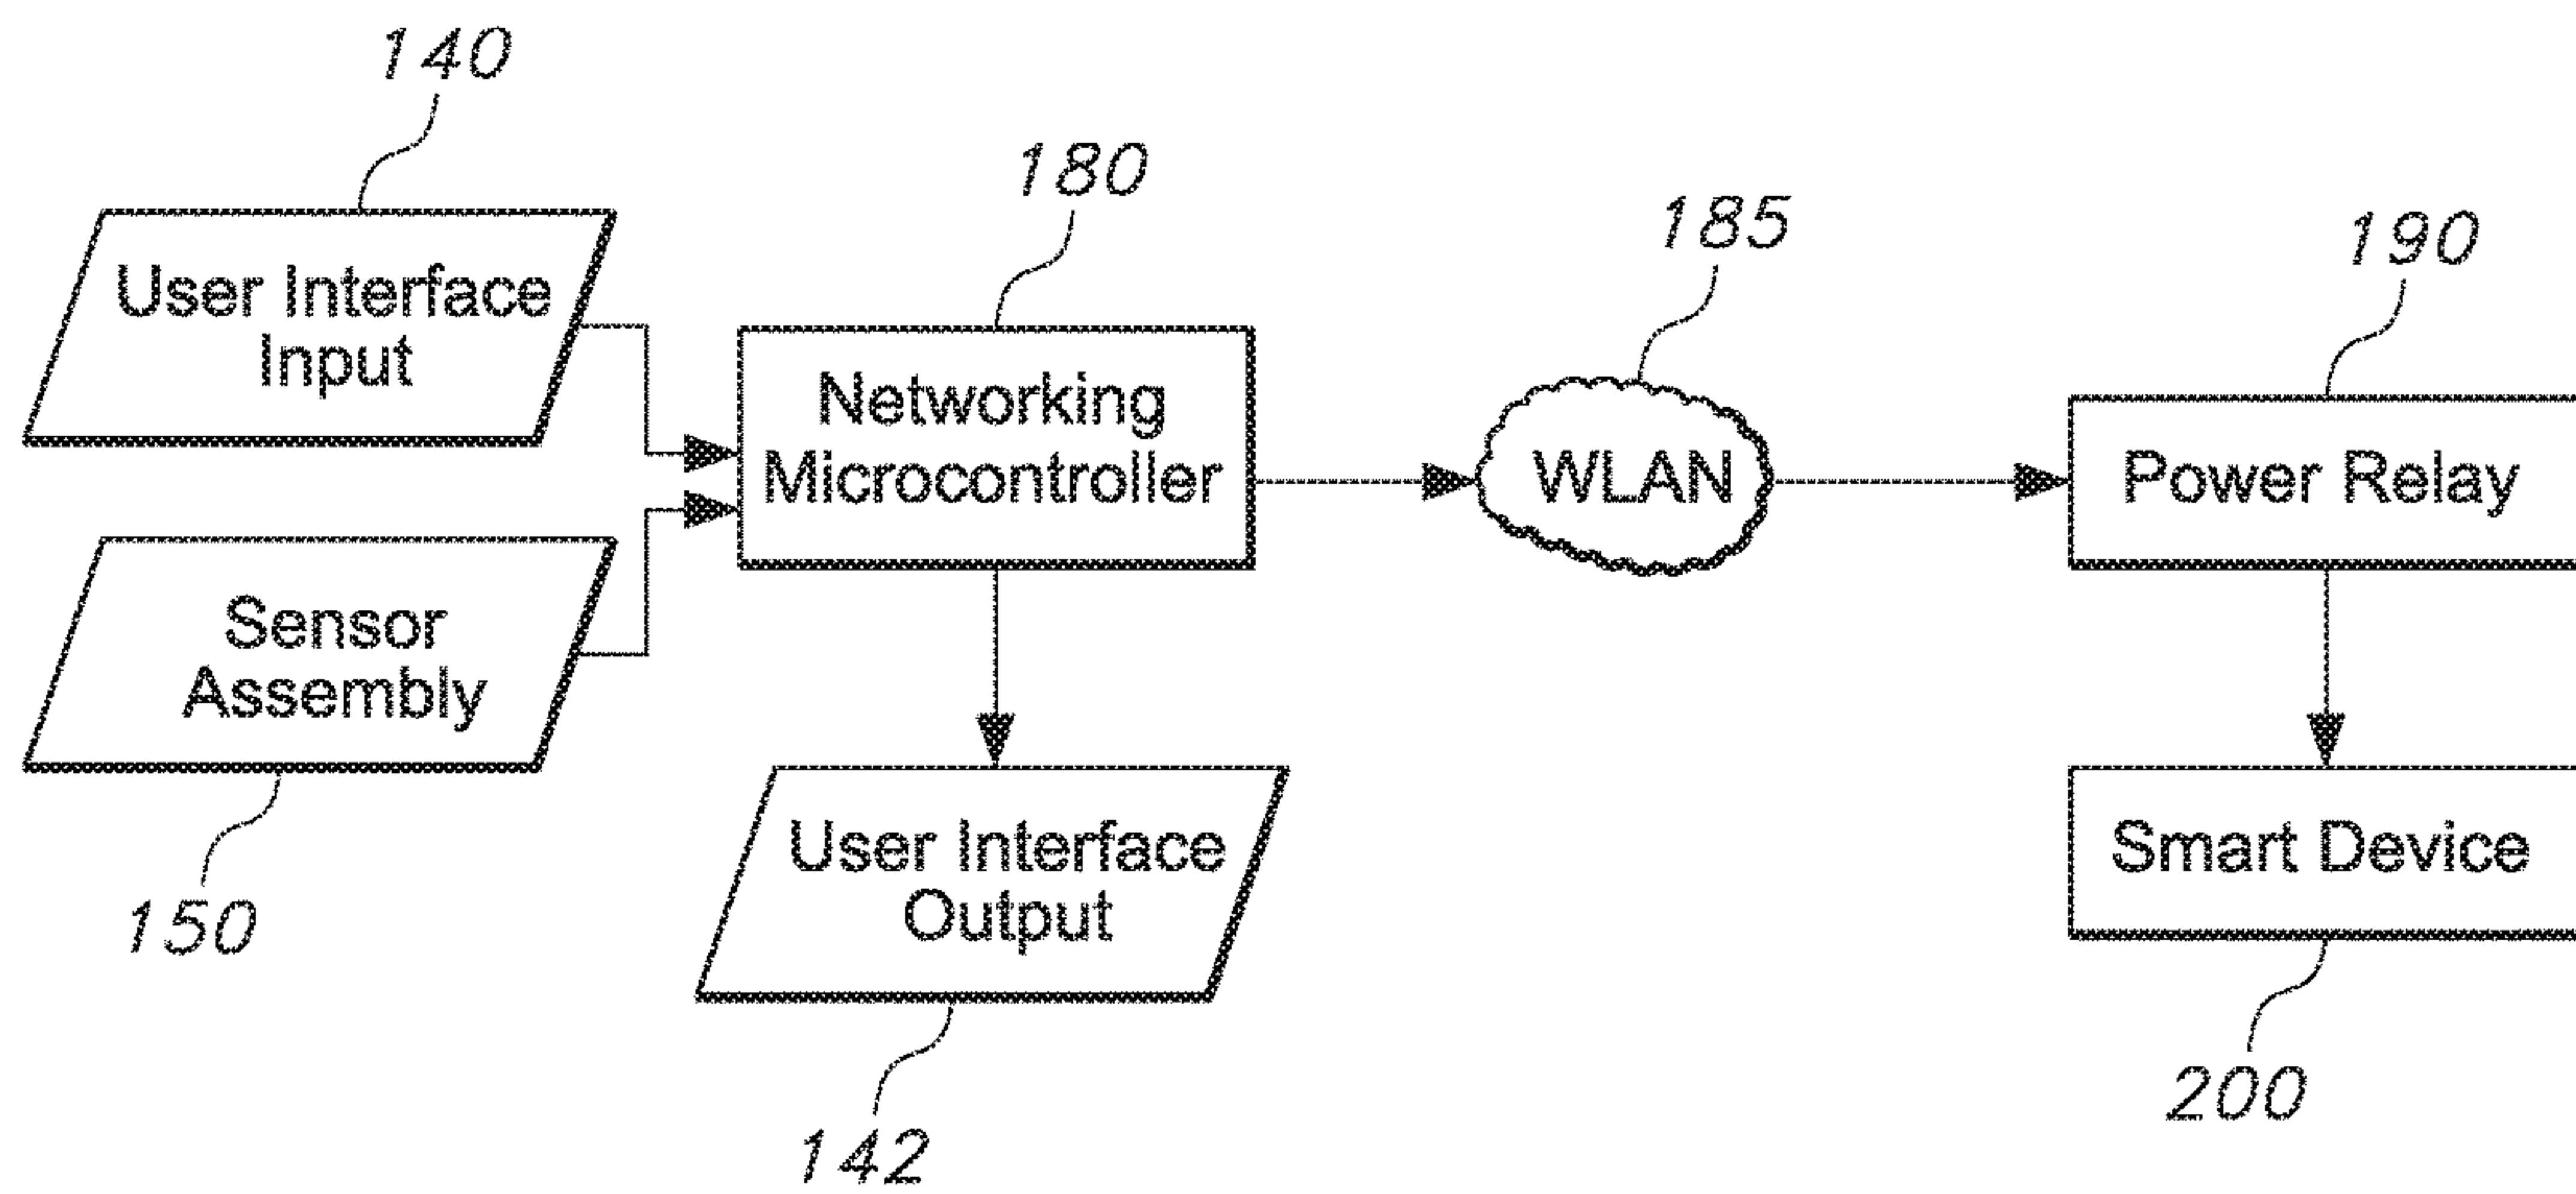 140
User Interface
Input
180
Networking
Microcontroller
185
WLAN
190
Power Relay
Sensor
Assembly
150
User Interface
Output
142
Smart Device
200